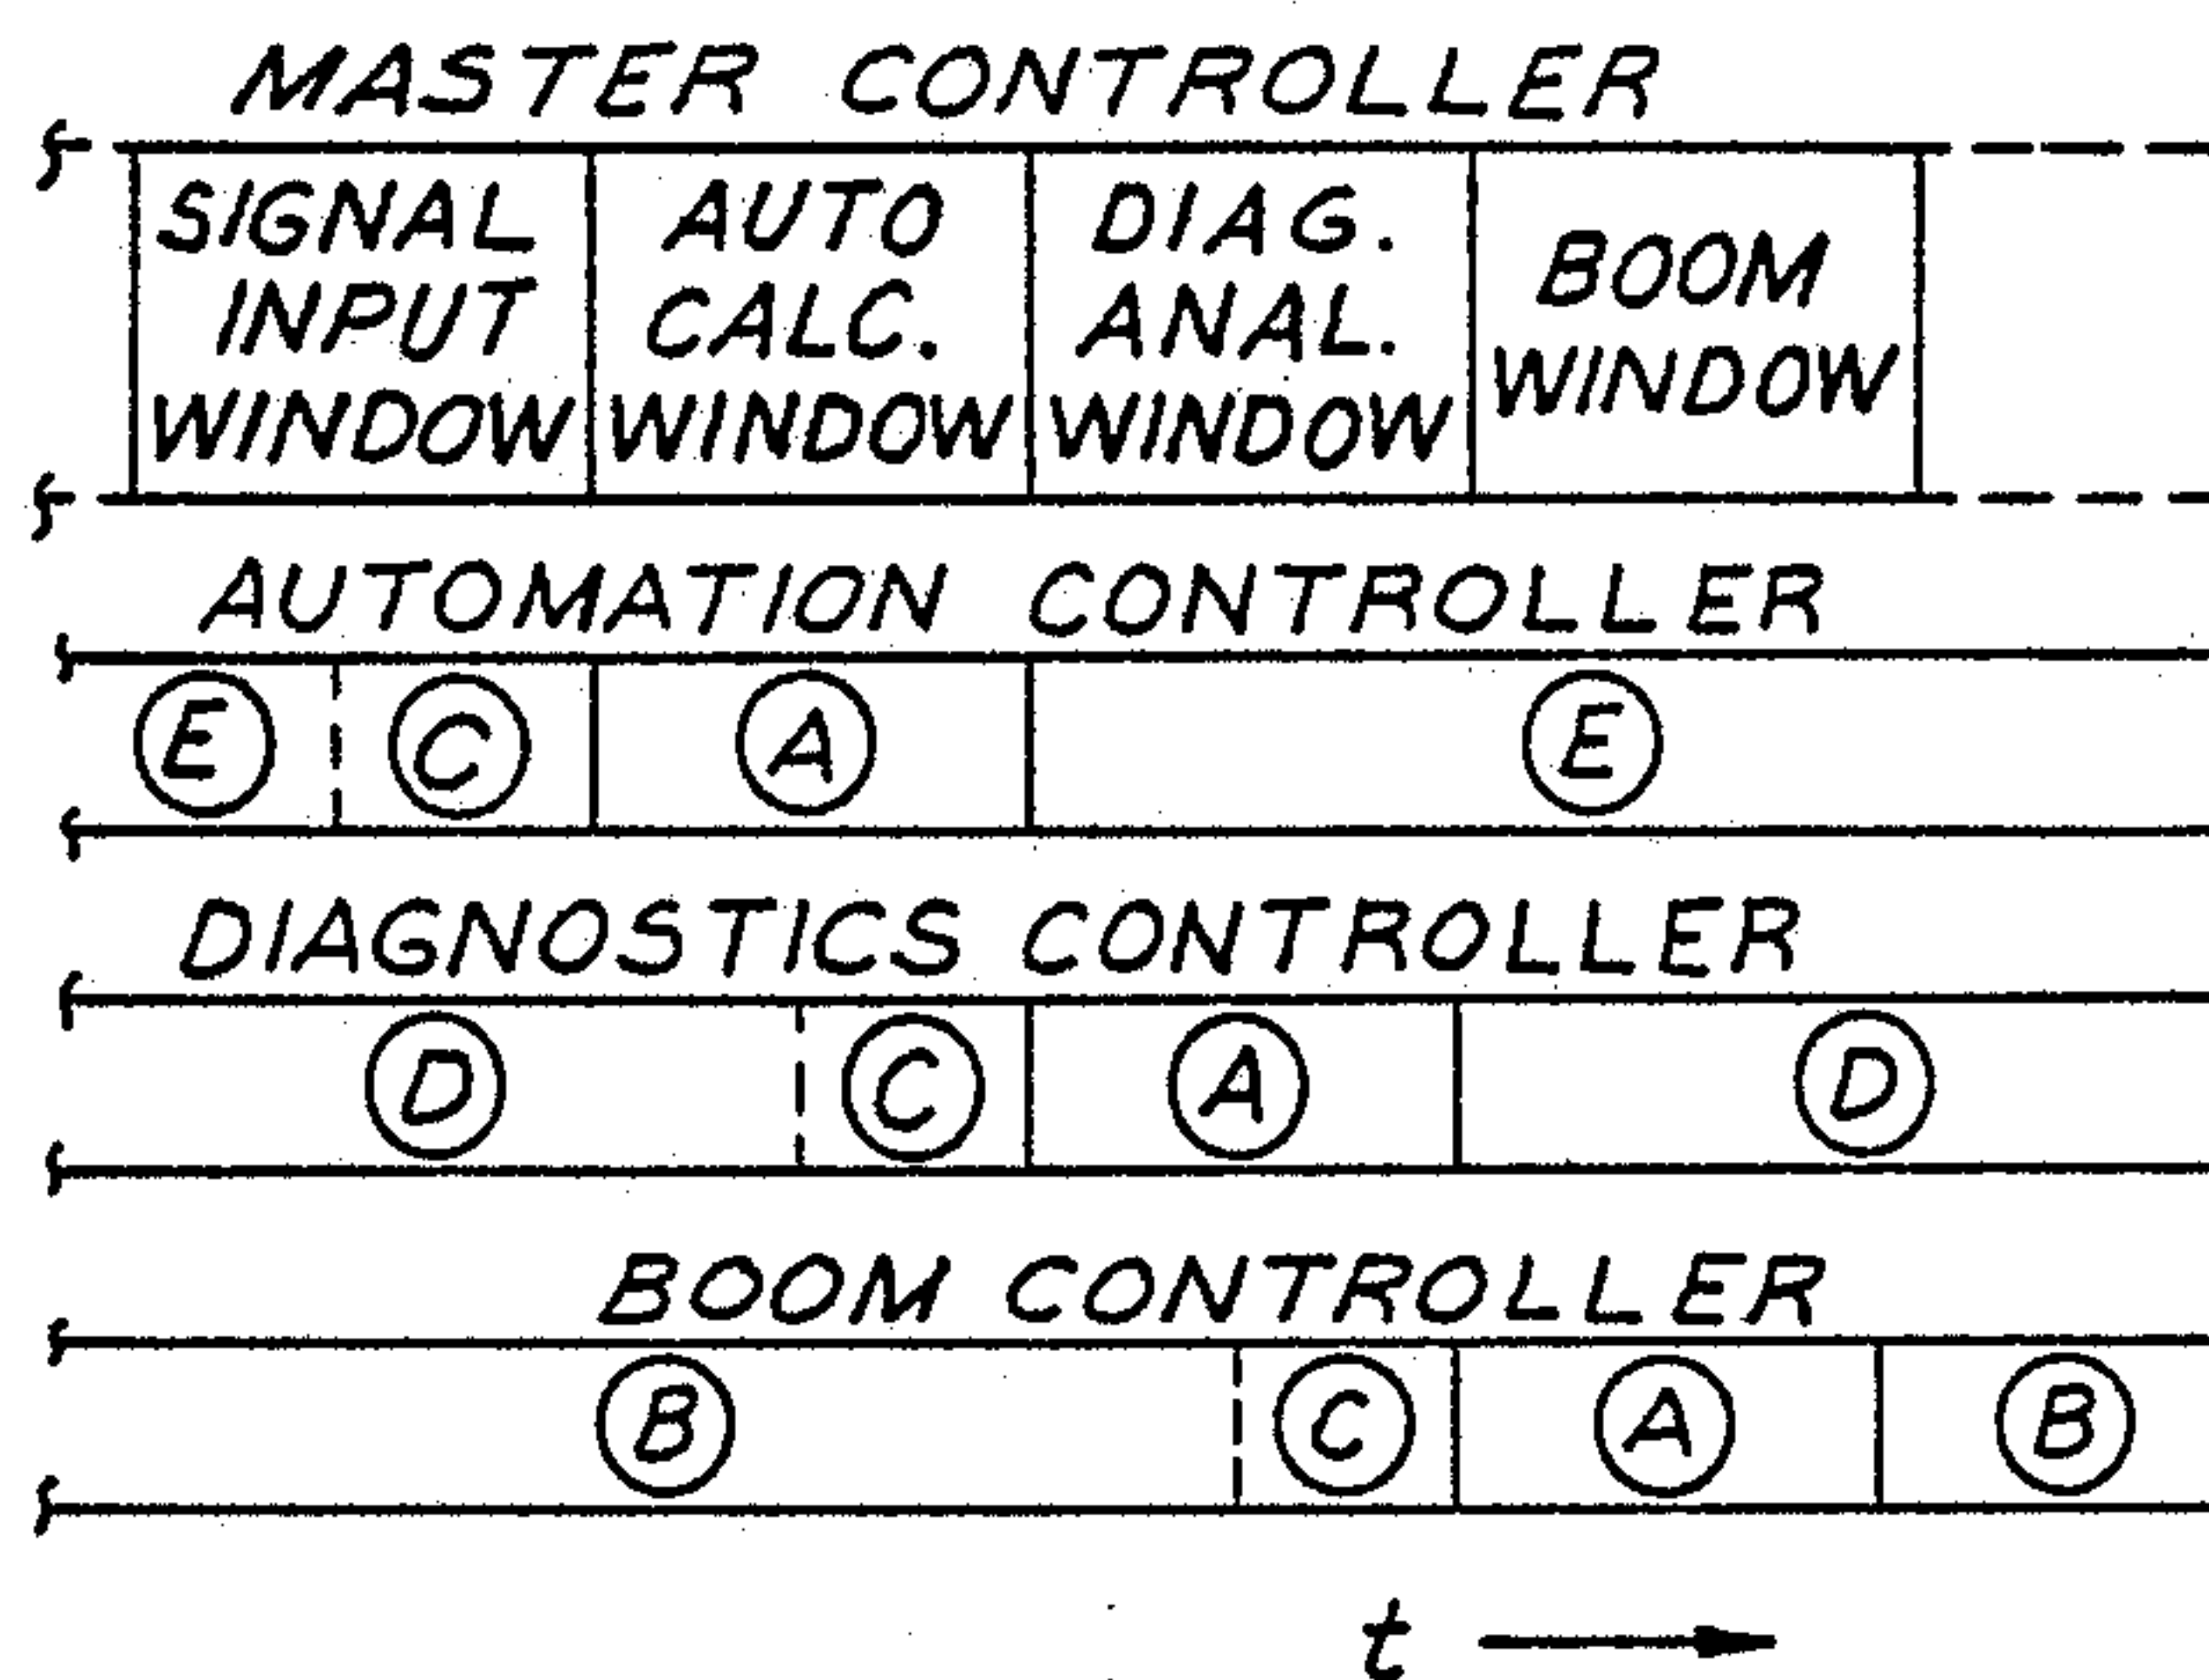 MASTER CONTROLLER
SIGNAL
INPUT
WINDOW
AUTO
CALC.
WINDOW
DIAG.
ANAL.
WINDOW
BOOM
WINDOW
AUTOMATION CONTROLLER
E C A E
DIAGNOSTICS CONTROLLER
D C A D
BOOM CONTROLLER
B C A B
t